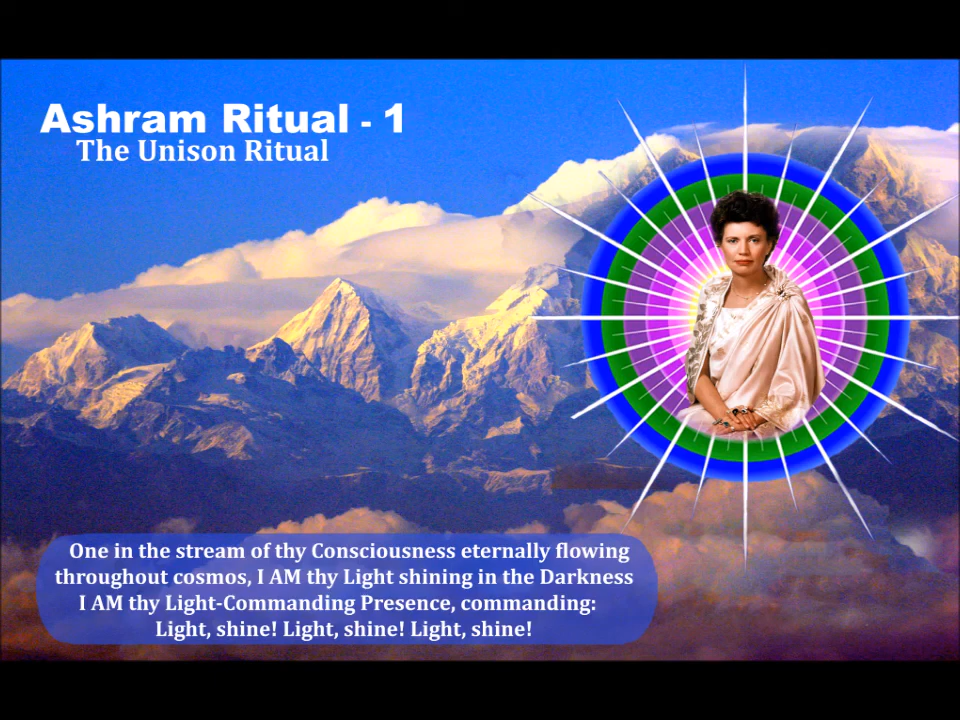 Ashram Ritual - 1
The Unison Ritual
One in the stream of thy Consciousness eternally flowing
throughout cosmos, I AM thy Light shining in the Darkness
I AM thy Light-Commanding Presence, commanding:
Light, shine! Light, shine! Light, shine!